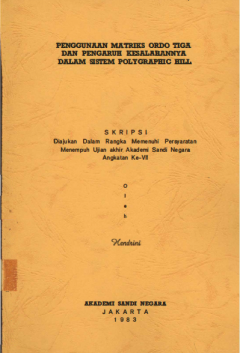 PENGGUNAAN MATRIKS ORDO TIGA
DAN PENGARUH KESALAHANNYA
DALAM SISTEM POLYGRAPHIC HILL
SKRIPSI
Diajukan Dalam Rangka Memenuhi Persyaratan
Menempuh Ujian akhir Akademi Sandi Negara
Angkatan Ke-VII
O
l
e
h
Hendrini
AKADEMI SANDI NEGARA
JAKARTA
1983